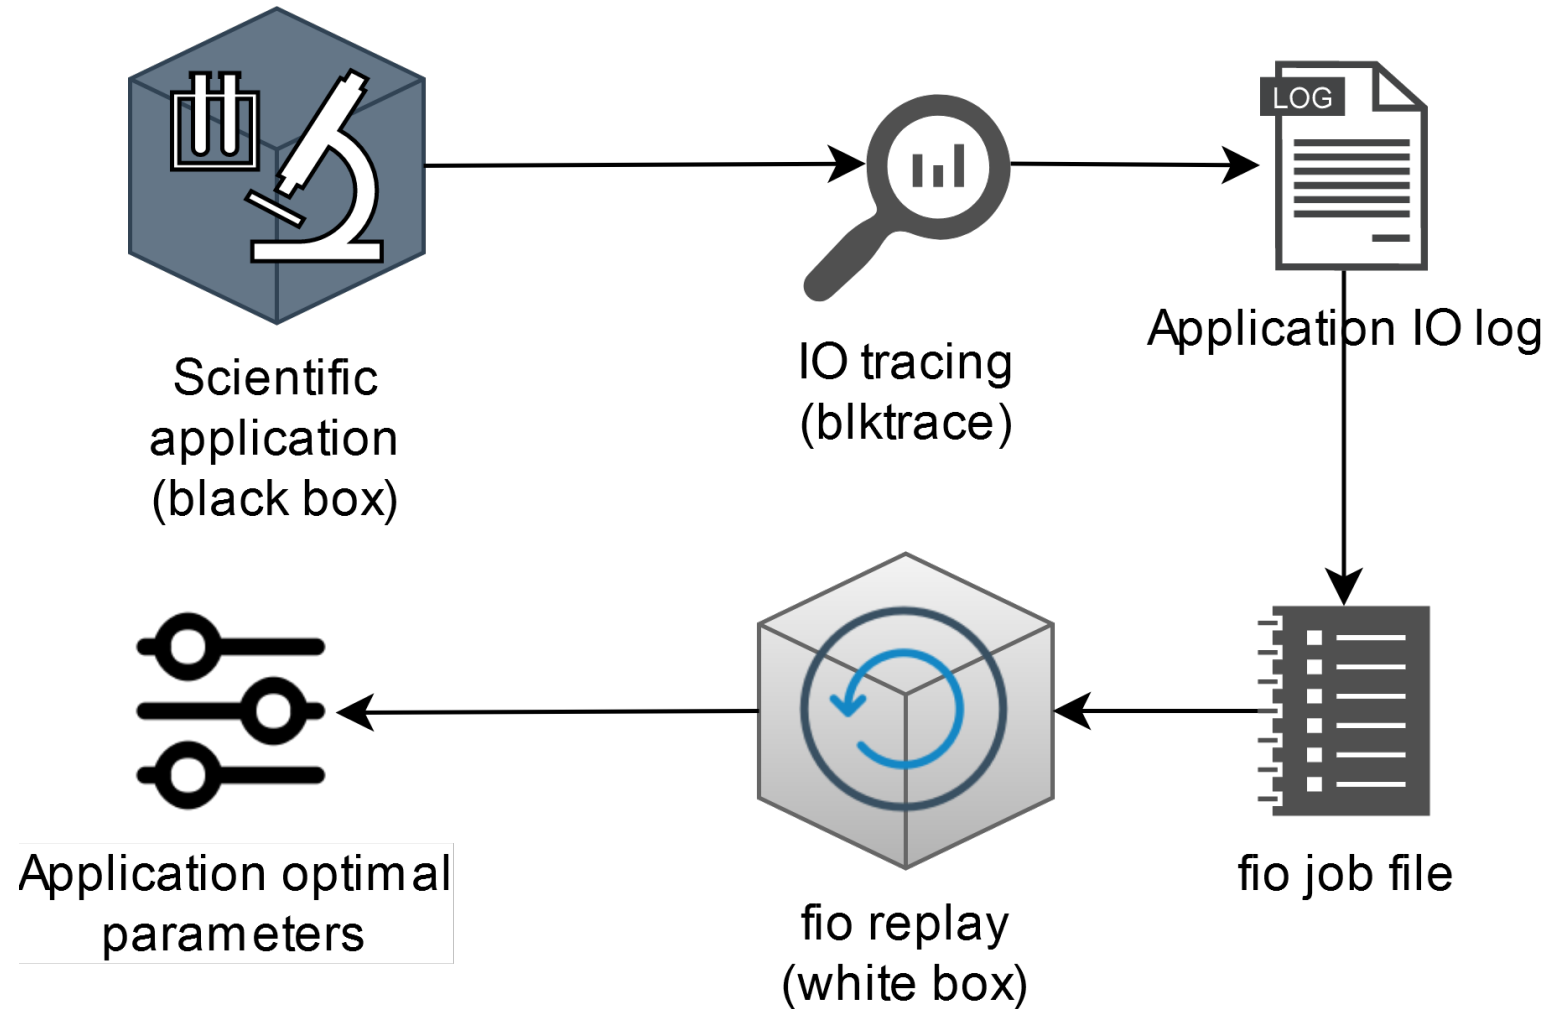 LOG
Scientific
application
(black box)
IO tracing
(blktrace)
Application IO log
fio job file
fio replay
(white box)
Application optimal
parameters